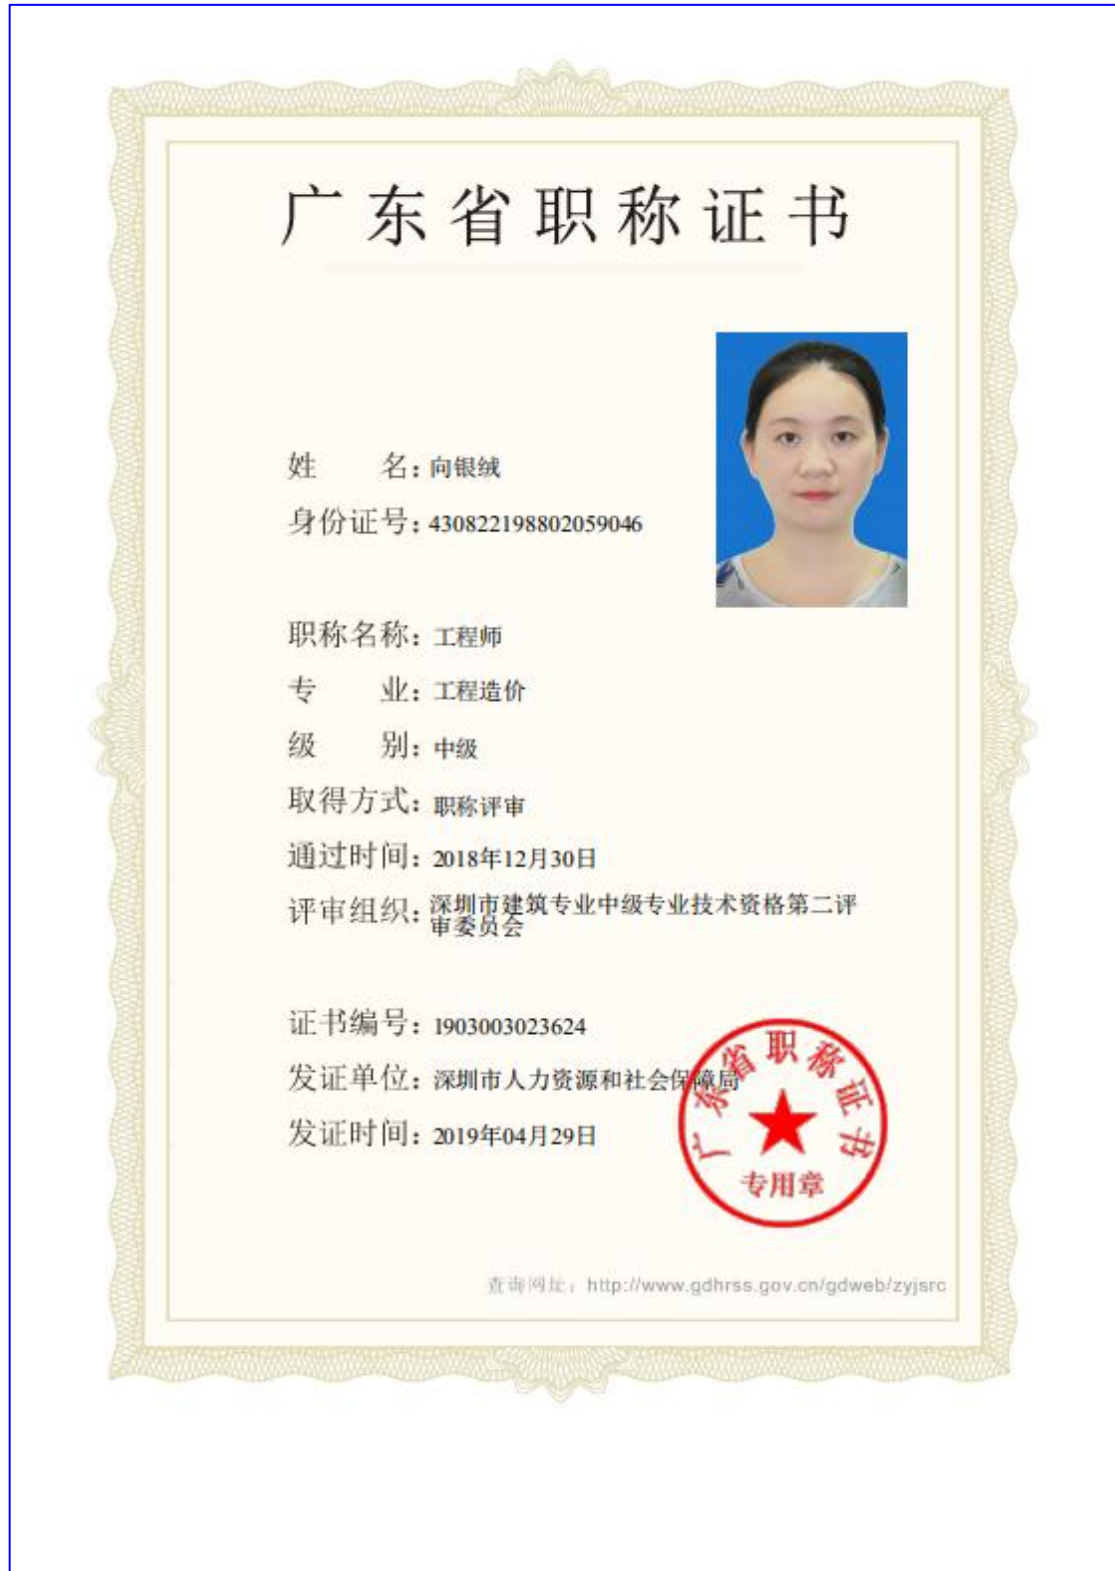 广东省职称证书
姓 名：向银绒
身份证号：430822198802059046
职称名称：工程师
专 业：工程造价
级 别：中级
取得方式：职称评审
通过时间：2018年12月30日
评审组织：深圳市建筑专业中级专业技术资格第二评
审委员会
证书编号：1903003023624
发证单位：深圳市人力资源和社会保障局
发证时间：2019年04月29日
广东省职称证书
专用章
查询网址：http://www.gdhrss.gov.cn/gdweb/zyjsrc